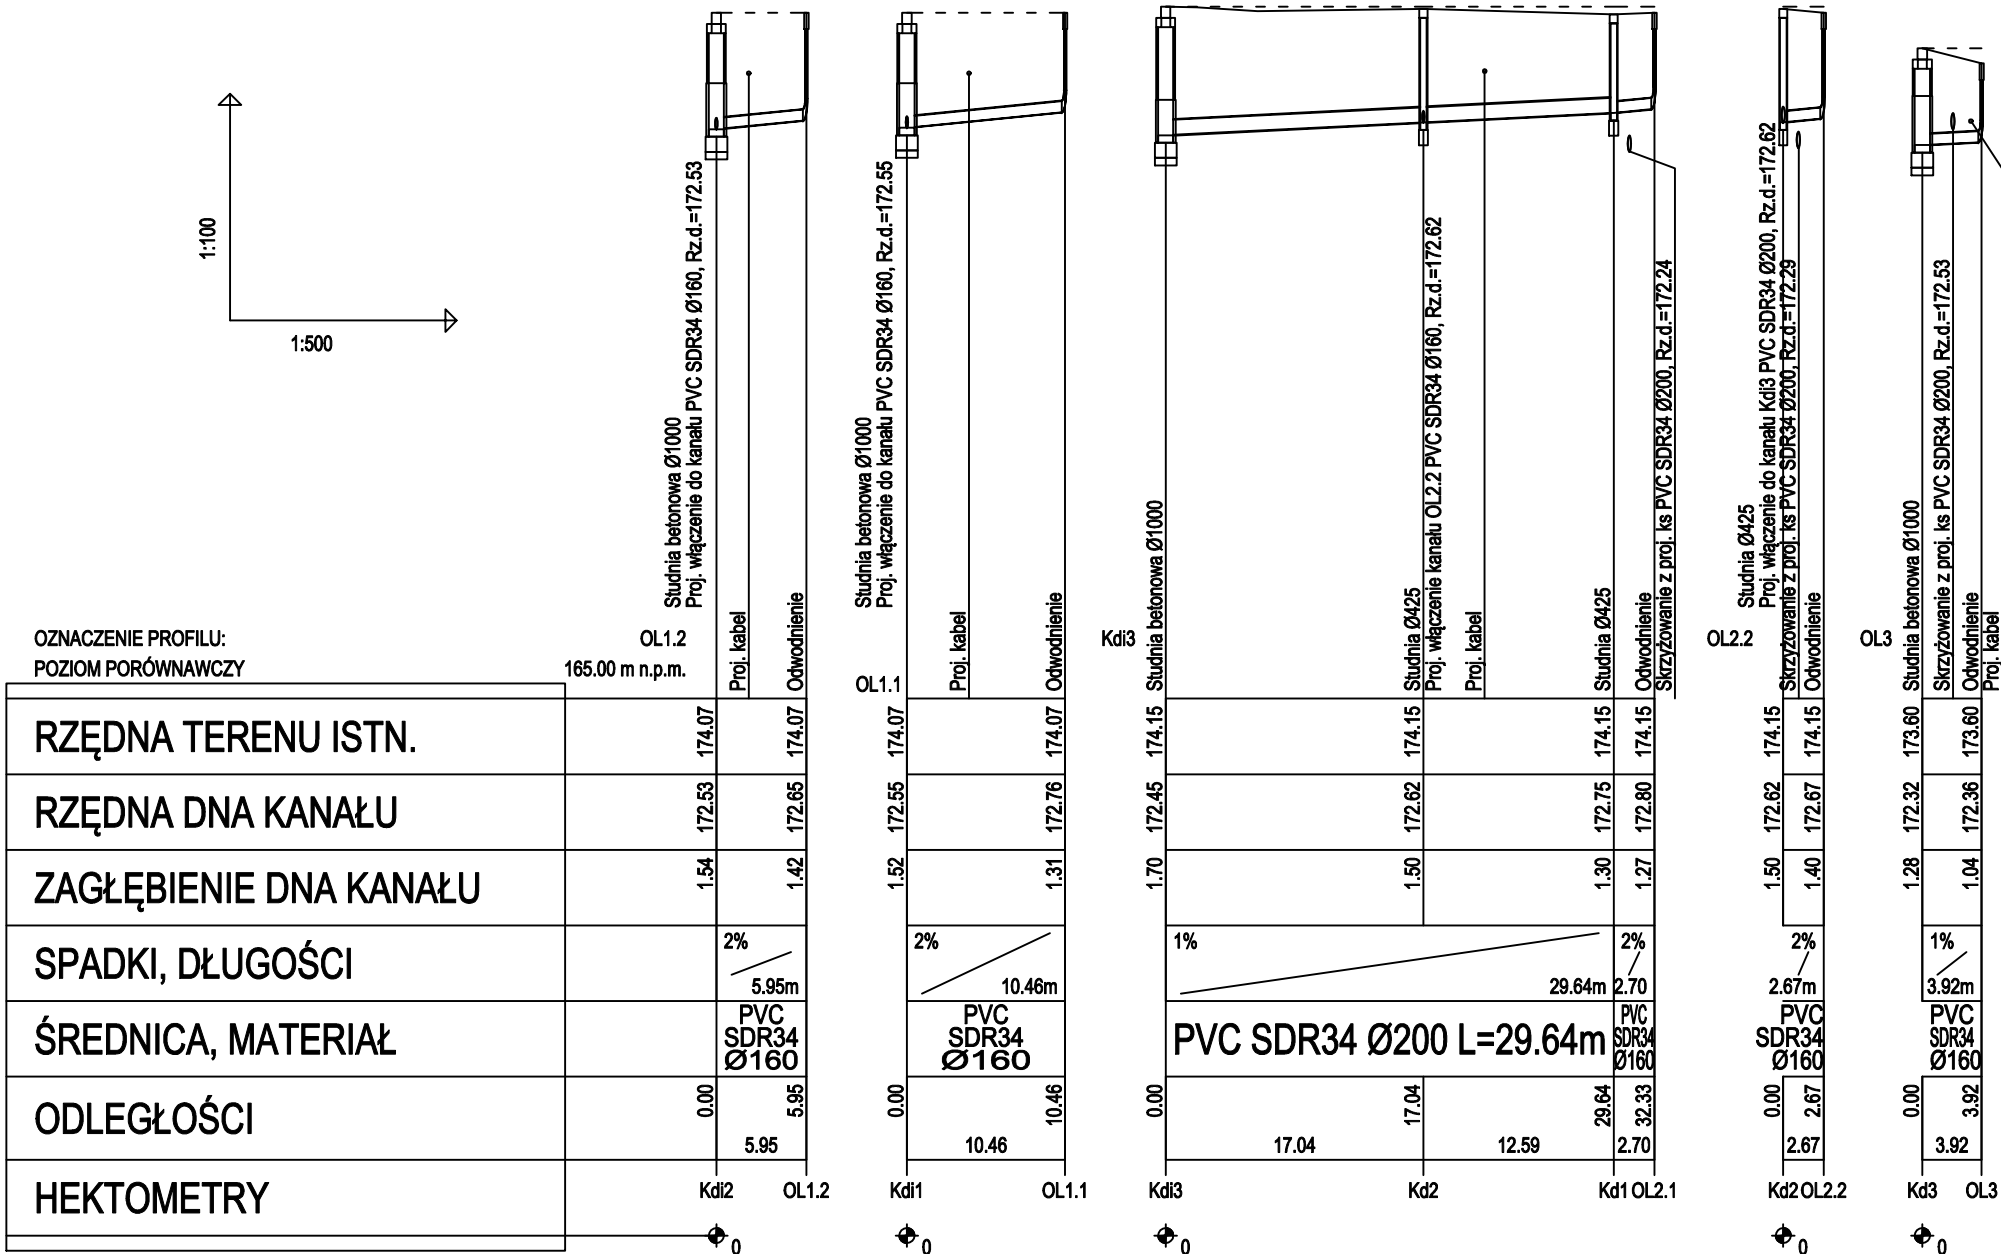 1:100
1:500
OZNACZENIE PROFILU:
POZIOM PORÓWNAWCZY
165.00 m n.p.m.
OL1.2
Studnia betonowa Ø1000
Proj. włączenie do kanału PVC SDR34 Ø160, Rz.d.=172.53
Proj. kabel
Odwodnienie
OL1.1
Studnia betonowa Ø1000
Proj. włączenie do kanału PVC SDR34 Ø160, Rz.d.=172.55
Proj. kabel
Odwodnienie
Kdi3
Studnia betonowa Ø1000
Studnia Ø425
Proj. włączenie kanału OL2.2 PVC SDR34 Ø160, Rz.d.=172.62
Proj. kabel
Studnia Ø425
Odwodnienie
Skrzyżowanie z proj. ks PVC SDR34 Ø200, Rz.d.=172.24
OL2.2
Studnia Ø425
Proj. włączenie do kanału Kdi3 PVC SDR34 Ø200, Rz.d.=172.62
Skrzyżowanie z proj. ks PVC SDR34 Ø200, Rz.d.=172.29
Odwodnienie
OL3
Studnia betonowa Ø1000
Skrzyżowanie z proj. ks PVC SDR34 Ø200, Rz.d.=172.53
Odwodnienie
Proj. kabel
RZĘDNA TERENU ISTN.
174.07 174.07 174.07 174.07 174.15 174.15 174.15 174.15 174.15 174.15 173.60 173.60
RZĘDNA DNA KANAŁU
172.53 172.65 172.55 172.76 172.45 172.62 172.75 172.80 172.62 172.67 172.32 172.36
ZAGŁĘBIENIE DNA KANAŁU
1.54 1.42 1.52 1.31 1.70 1.50 1.30 1.27 1.50 1.40 1.28 1.04
SPADKI, DŁUGOŚCI
2% 2% 1% 2% 2% 1%
5.95m 10.46m 29.64m 2.70 2.67m 3.92m
ŚREDNICA, MATERIAŁ
PVC
SDR34
Ø160
PVC
SDR34
Ø160
PVC SDR34 Ø200 L=29.64m
PVC
SDR34
Ø160
PVC
SDR34
Ø160
PVC
SDR34
Ø160
ODLEGŁOŚCI
0.00 5.95 0.00 10.46 0.00 17.04 29.64 32.33 0.00 2.67 0.00 3.92
5.95 10.46 17.04 12.59 2.70 2.67 3.92
HEKTOMETRY
Kdi2 OL1.2 Kdi1 OL1.1 Kdi3 Kd2 Kd1 OL2.1 Kd2 OL2.2 Kd3 OL3
0 0 0 0 0